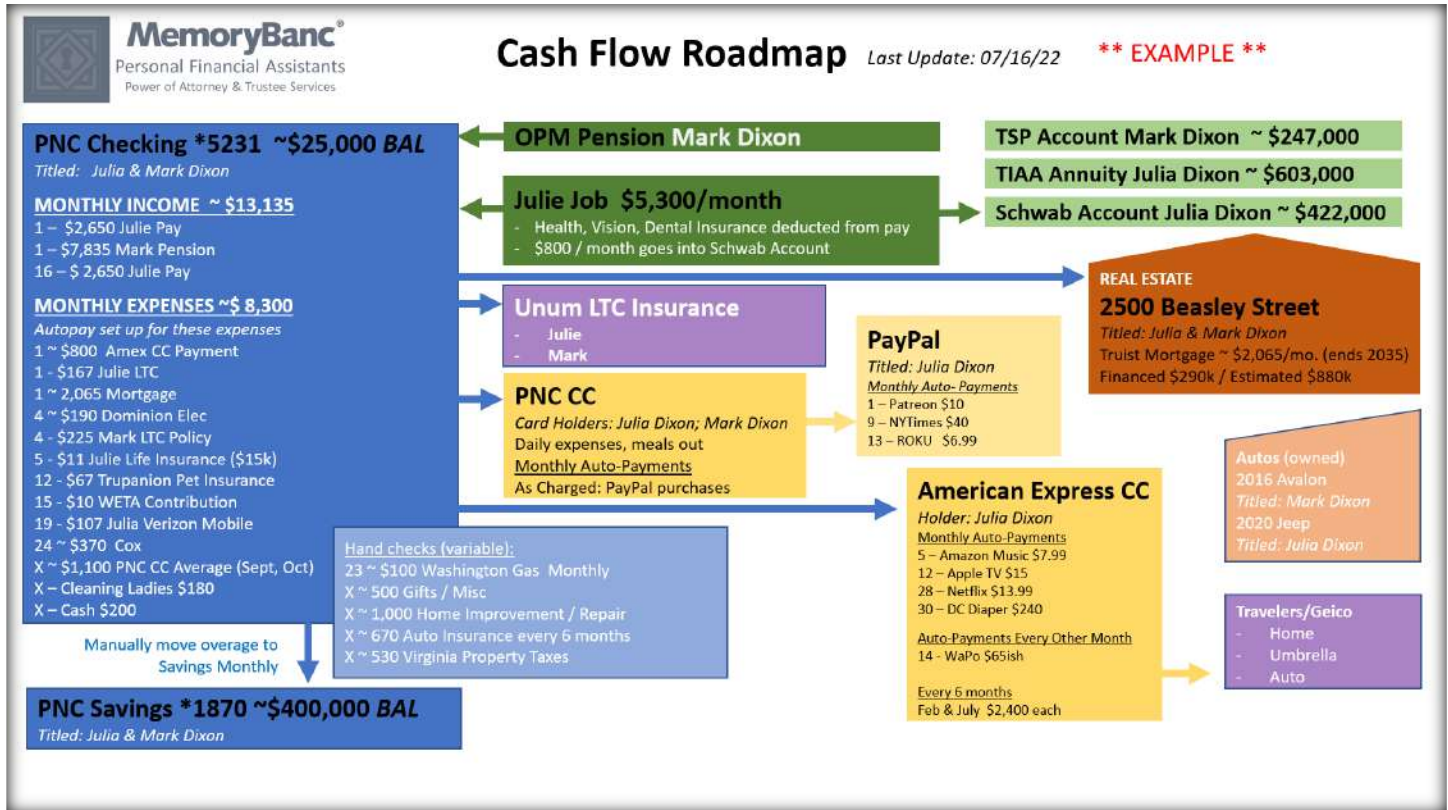 MemoryBanc®
Personal Financial Assistants
Power of Attorney & Trustee Services
Cash Flow Roadmap Last Update: 07/16/22 ** EXAMPLE **
PNC Checking *5231 ~$25,000 BAL
Titled: Julia & Mark Dixon
MONTHLY INCOME ~ $13,135
1 – $2,650 Julie Pay
1 – $7,835 Mark Pension
16 – $ 2,650 Julie Pay
MONTHLY EXPENSES ~$ 8,300
Autopay set up for these expenses
1 ~ $800 Amex CC Payment
1 - $167 Julie LTC
1 ~ 2,065 Mortgage
4 ~ $190 Dominion Elec
4 - $225 Mark LTC Policy
5 - $11 Julie Life Insurance ($15k)
12 - $67 Trupanion Pet Insurance
15 - $10 WETA Contribution
19 - $107 Julia Verizon Mobile
24 ~ $370 Cox
X ~ $1,100 PNC CC Average (Sept, Oct)
X – Cleaning Ladies $180
X – Cash $200
Manually move overage to
Savings Monthly
PNC Savings *1870 ~$400,000 BAL
Titled: Julia & Mark Dixon
Hand checks (variable):
23 ~ $100 Washington Gas Monthly
X ~ 500 Gifts / Misc
X ~ 1,000 Home Improvement / Repair
X ~ 670 Auto Insurance every 6 months
X ~ 530 Virginia Property Taxes
OPM Pension Mark Dixon
Julie Job $5,300/month
- Health, Vision, Dental Insurance deducted from pay
- $800 / month goes into Schwab Account
TSP Account Mark Dixon ~ $247,000
TIAA Annuity Julia Dixon ~ $603,000
Schwab Account Julia Dixon ~ $422,000
Unum LTC Insurance
- Julie
- Mark
PNC CC
Card Holders: Julia Dixon; Mark Dixon
Daily expenses, meals out
Monthly Auto-Payments
As Charged: PayPal purchases
PayPal
Titled: Julia Dixon
Monthly Auto- Payments
1 – Patreon $10
9 – NYTimes $40
13 – ROKU $6.99
REAL ESTATE
2500 Beasley Street
Titled: Julia & Mark Dixon
Truist Mortgage ~ $2,065/mo. (ends 2035)
Financed $290k / Estimated $880k
American Express CC
Holder: Julia Dixon
Monthly Auto-Payments
5 – Amazon Music $7.99
12 – Apple TV $15
28 – Netflix $13.99
30 – DC Diaper $240
Auto-Payments Every Other Month
14 - WaPo $65ish
Every 6 months
Feb & July $2,400 each
Autos (owned)
2016 Avalon
Titled: Mark Dixon
2020 Jeep
Titled: Julia Dixon
Travelers/Geico
- Home
- Umbrella
- Auto